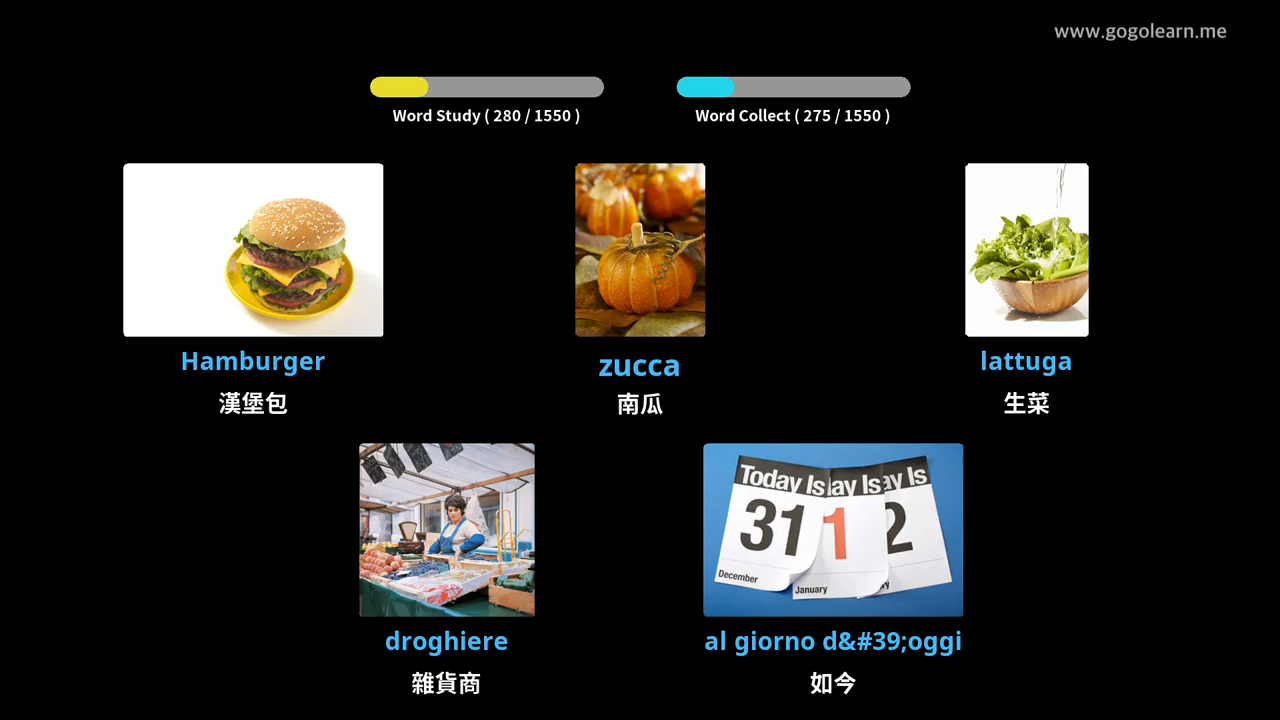 www.gogolearn.me
Word Study ( 280 / 1550 )
Word Collect ( 275 / 1550 )
Hamburger
漢堡包
zucca
南瓜
lattuga
生菜
Today Is
ay Is
ay Is
31
1
2
December
January
droghiere
雜貨商
al giorno d&#39;oggi
如今